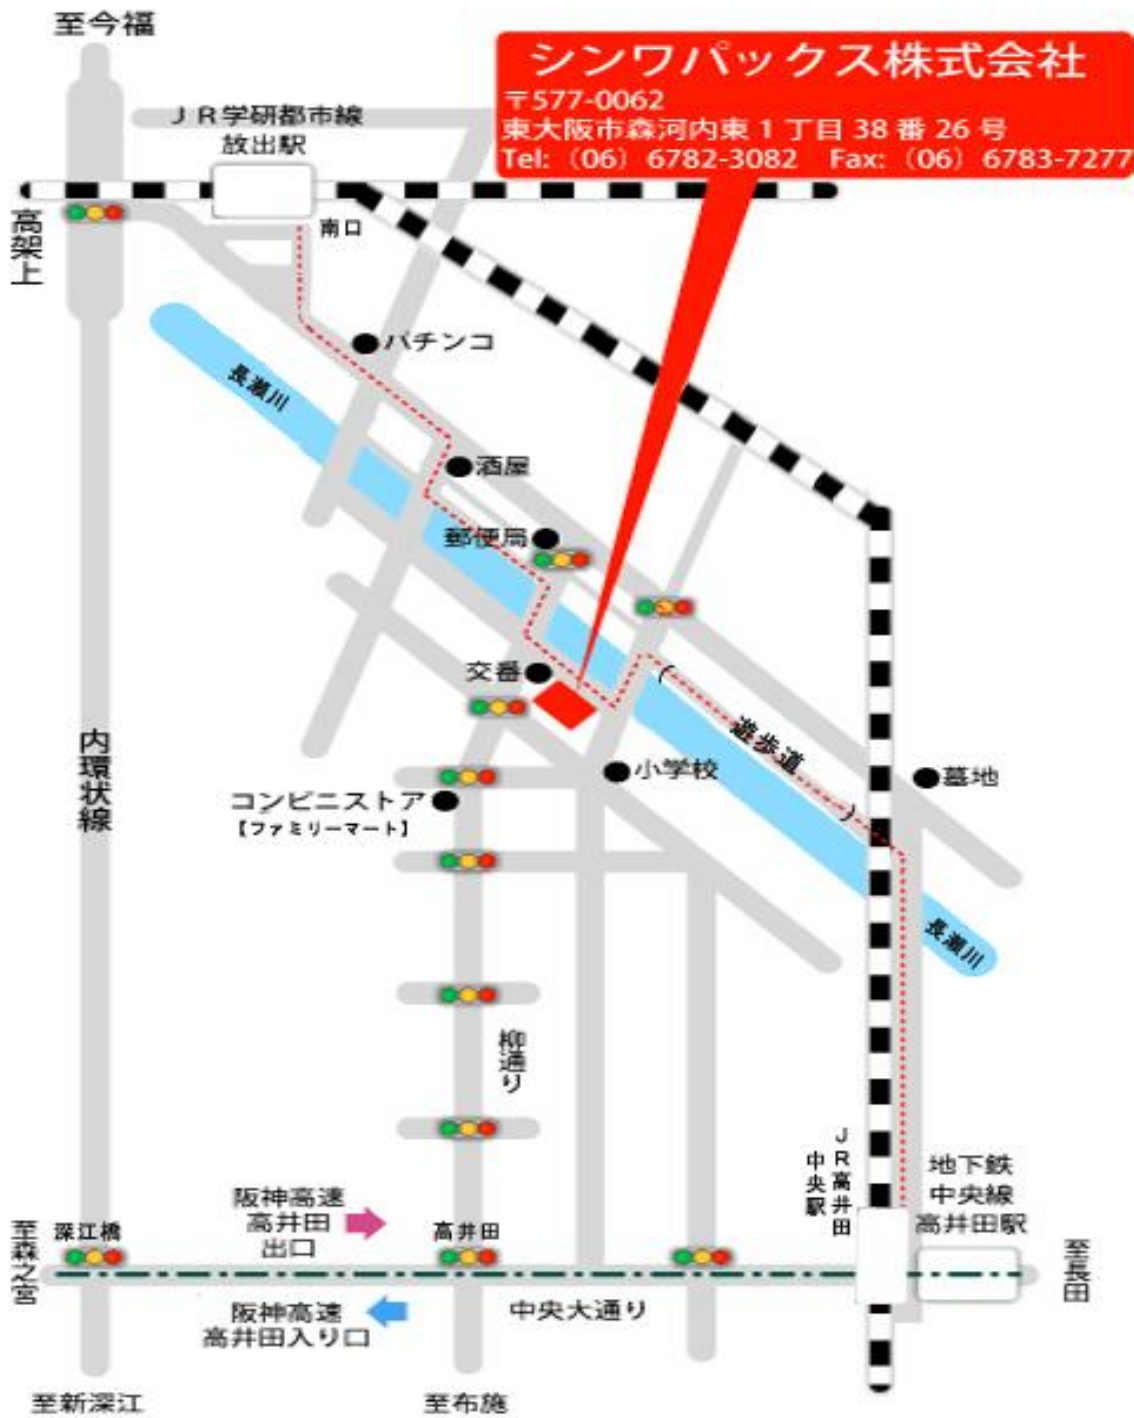 至今福
シンワパックス株式会社
〒577-0062
東大阪市森河内東1丁目38番26号
Tel:（06）6782-3082　Fax:（06）6783-7277
ＪＲ学研都市線
放出駅
南口
高架上
パチンコ
長瀬川
酒屋
郵便局
交番
遊歩道
内環状線
小学校
墓地
コンビニストア
【ファミリーマート】
長瀬川
柳通り
ＪＲ高井田
中央駅
地下鉄
中央線
高井田駅
阪神高速
高井田
出口
至森之宮
深江橋
高井田
至長田
阪神高速
高井田入り口
中央大通り
至新深江
至布施